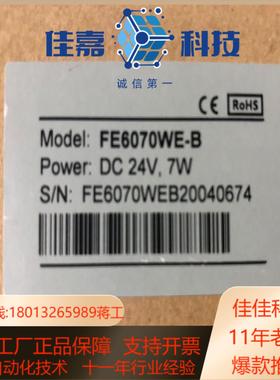 佳嘉 科技
诚信第一
CE RoHS
Model: FE6070WE-B
Power: DC 24V, 7W
S/N: FE6070WEB20040674
线:18013265989蒋工
佳佳科
工厂正品保障 支持开票
11年老
自动化技术 十一年行业经验
爆款推